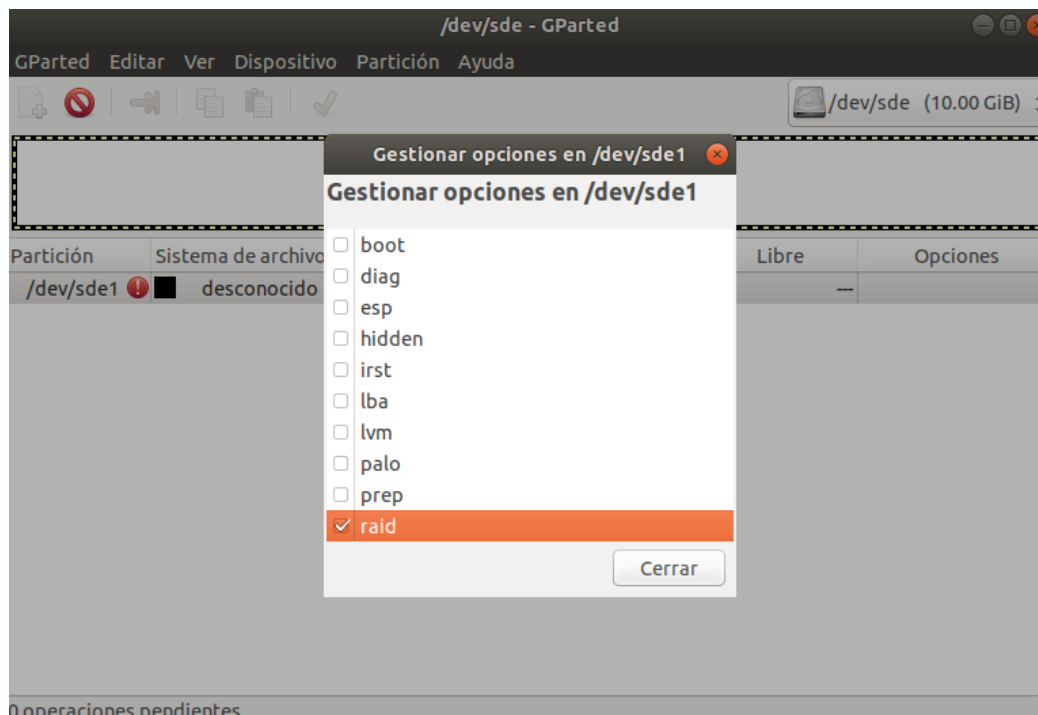 /dev/sde - GParted
GParted Editar Ver Dispositivo Partición Ayuda
/dev/sde (10.00 GiB)
Gestionar opciones en /dev/sde1
Gestionar opciones en /dev/sde1
Partición Sistema de archivo Libre Opciones
/dev/sde1 desconocido ---
boot
diag
esp
hidden
irst
lba
lvm
palo
prep
raid
Cerrar
0 operaciones pendientes